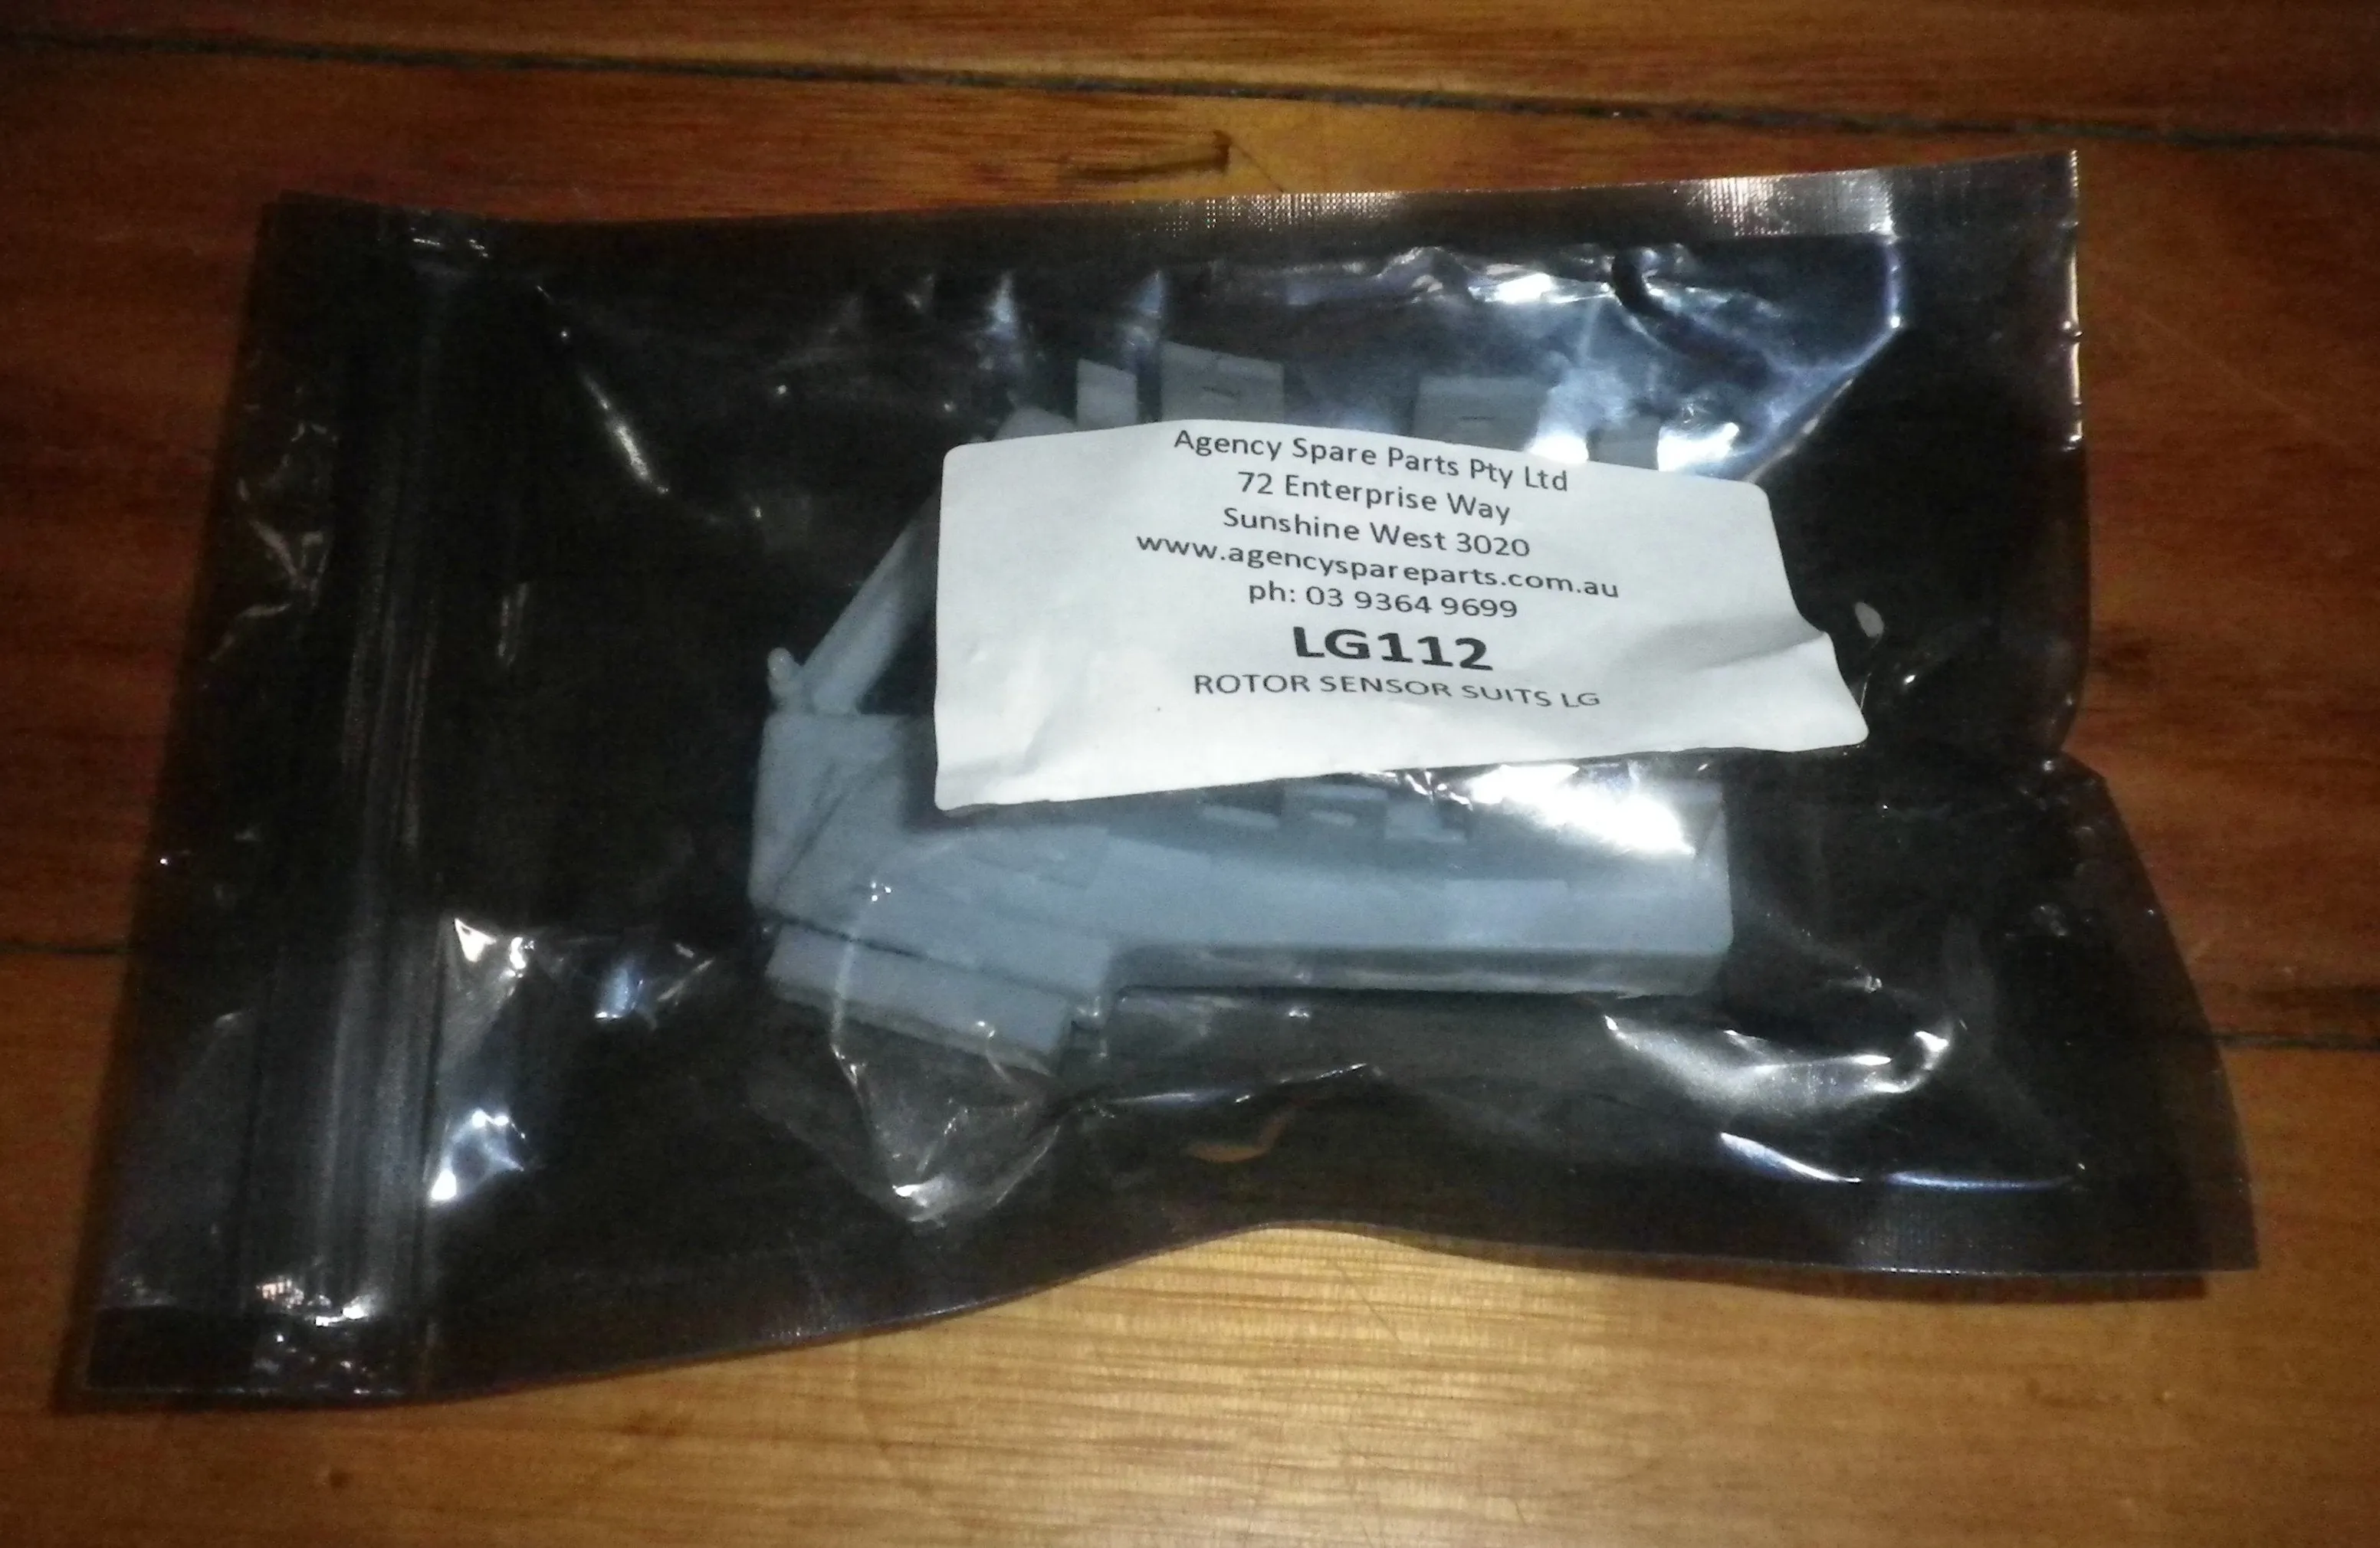 Agency Spare Parts Pty Ltd
72 Enterprise Way
Sunshine West 3020
www.agencyspareparts.com.au
ph: 03 9364 9699
LG112
ROTOR SENSOR SUITS LG